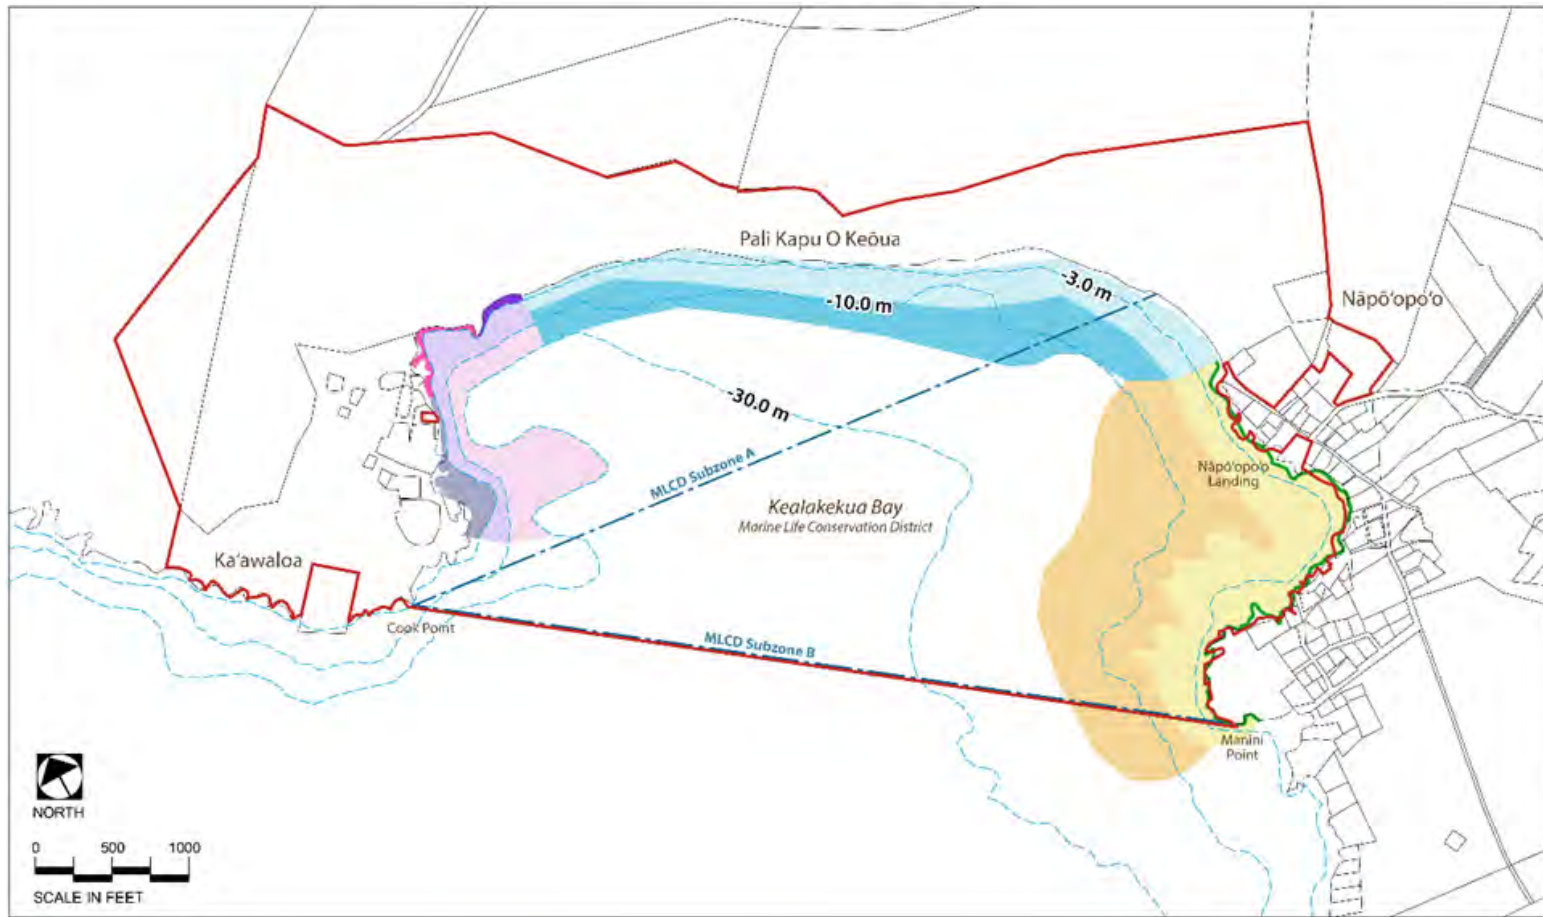 Pali Kapu O Keōua
-3.0 m
-10.0 m
Nāpō‘opo‘o
-30.0 m
MLCD Subzone A
Nāpō‘opo‘o
Landing
Kealakekua Bay
Marine Life Conservation District
Ka‘awaloa
Cook Point
MLCD Subzone B
Manini
Point
NORTH
0 500 1000
SCALE IN FEET